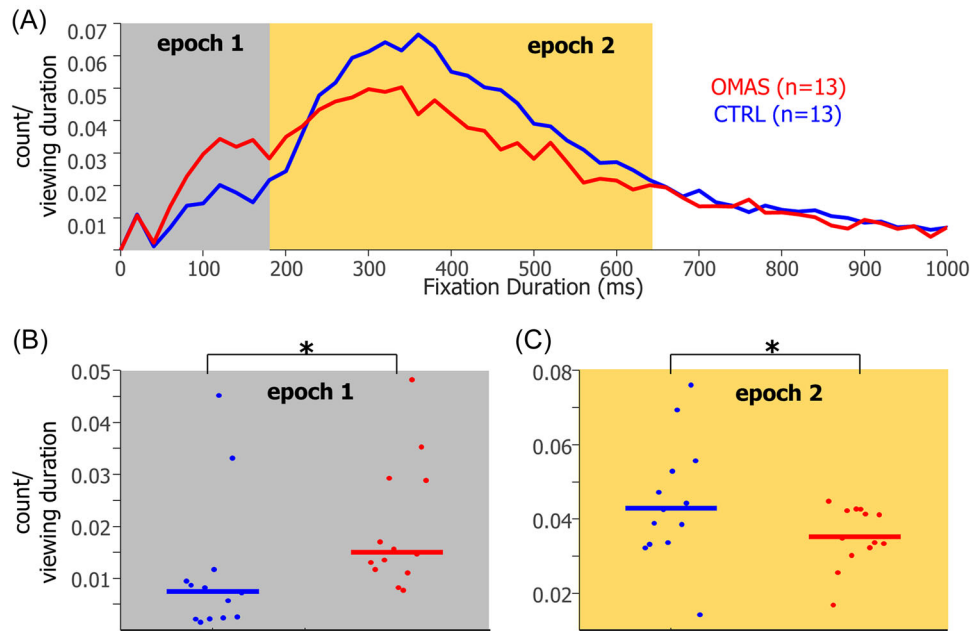 (A)
0.07
0.06
0.05
0.04
0.03
0.02
0.01
count/
viewing duration
epoch 1
epoch 2
OMAS (n=13)
CTRL (n=13)
0 100 200 300 400 500 600 700 800 900 1000
Fixation Duration (ms)
(B)
*
0.05
0.04
0.03
0.02
0.01
count/
viewing duration
epoch 1
(C)
*
0.08
0.06
0.04
0.02
epoch 2